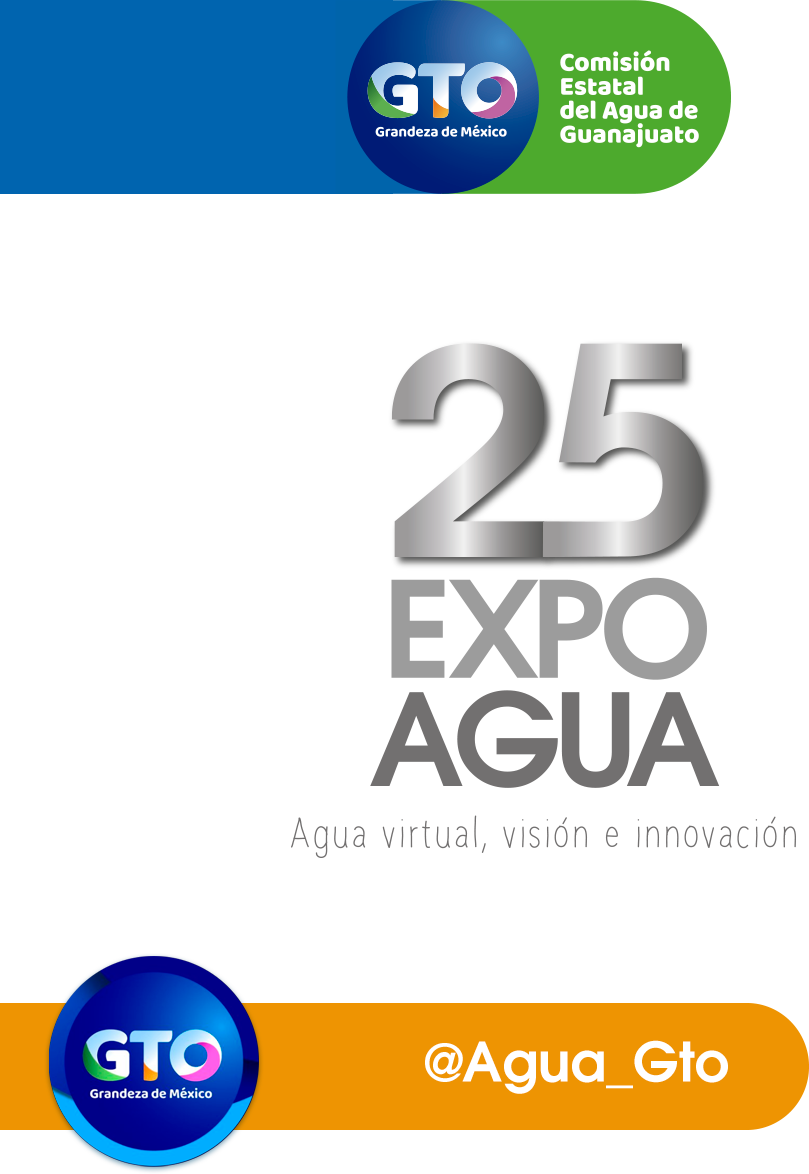 GTO
Grandeza de México
Comisión
Estatal
del Agua de
Guanajuato
25
EXPO
AGUA
Agua virtual, visión e innovación
GTO
Grandeza de México
@Agua_Gto